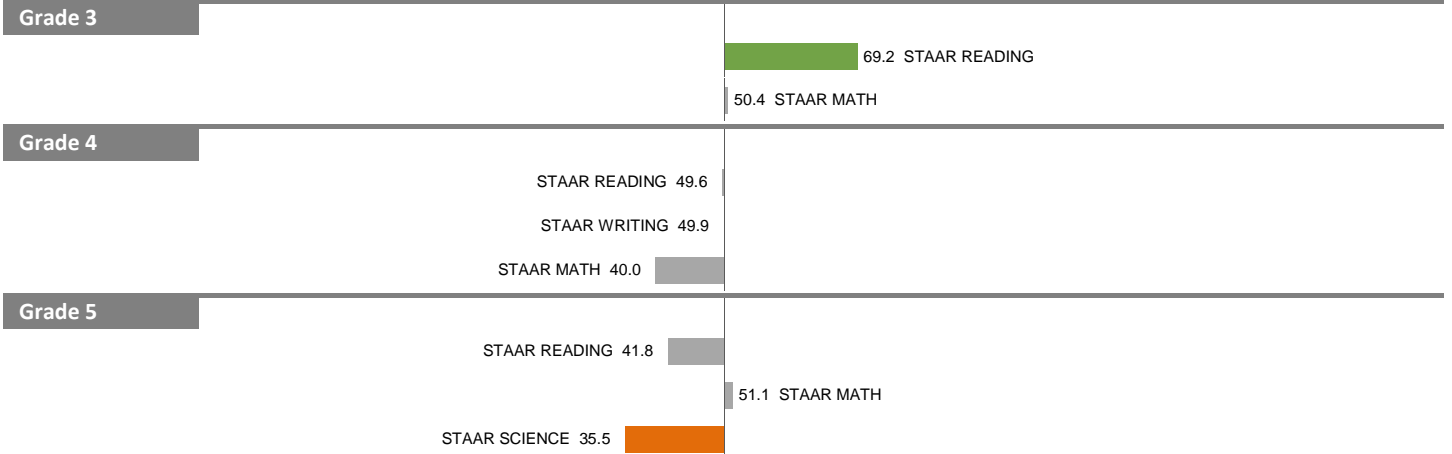 Grade 3
69.2 STAAR READING
50.4 STAAR MATH
Grade 4
STAAR READING 49.6
STAAR WRITING 49.9
STAAR MATH 40.0
Grade 5
STAAR READING 41.8
51.1 STAAR MATH
STAAR SCIENCE 35.5